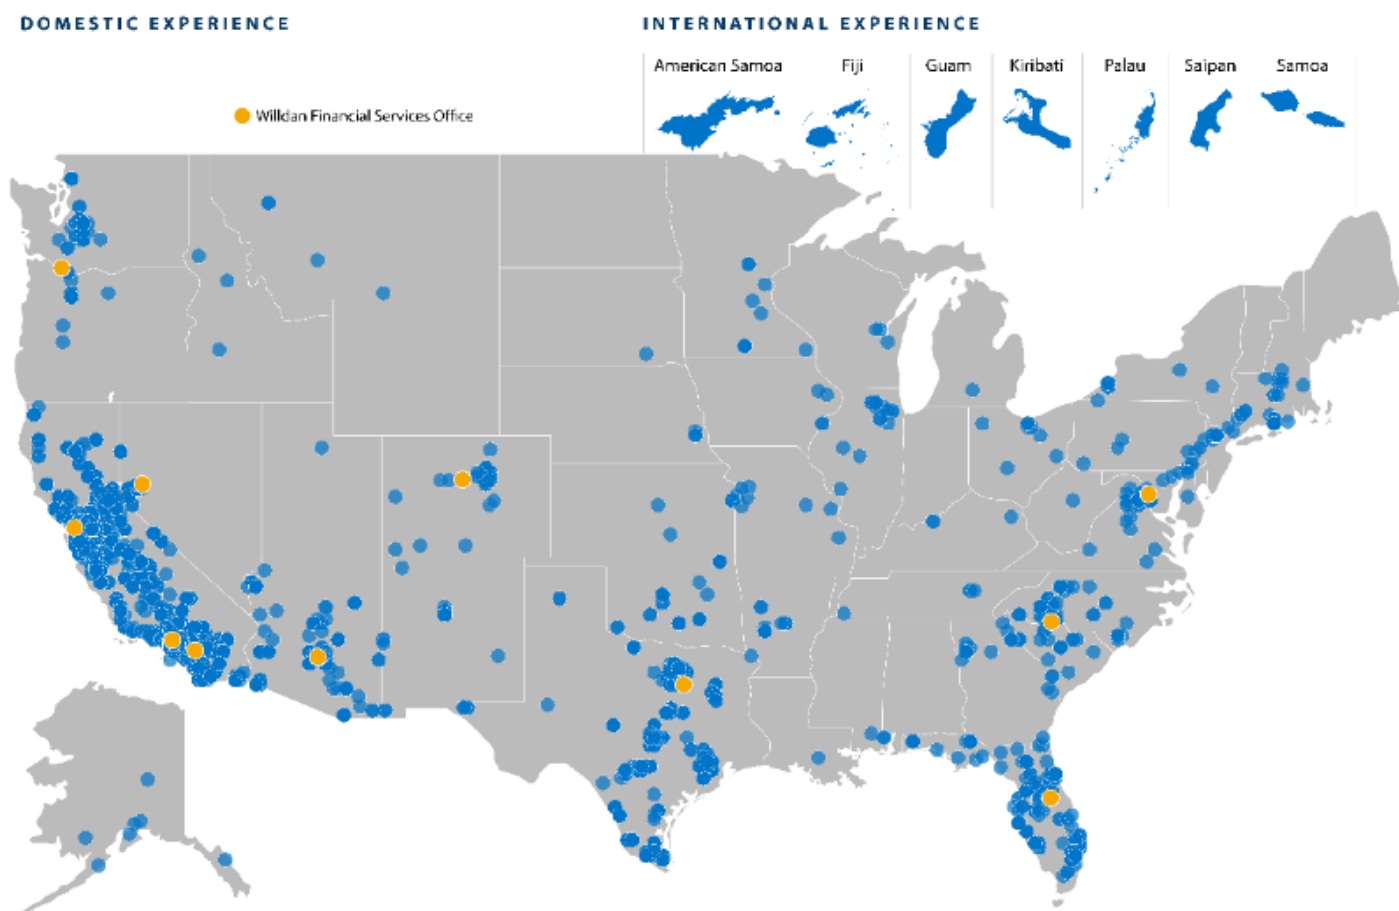 DOMESTIC EXPERIENCE
INTERNATIONAL EXPERIENCE
American Samoa
Fiji
Guam
Kiribati
Palau
Saipan
Samoa
Willdan Financial Services Office